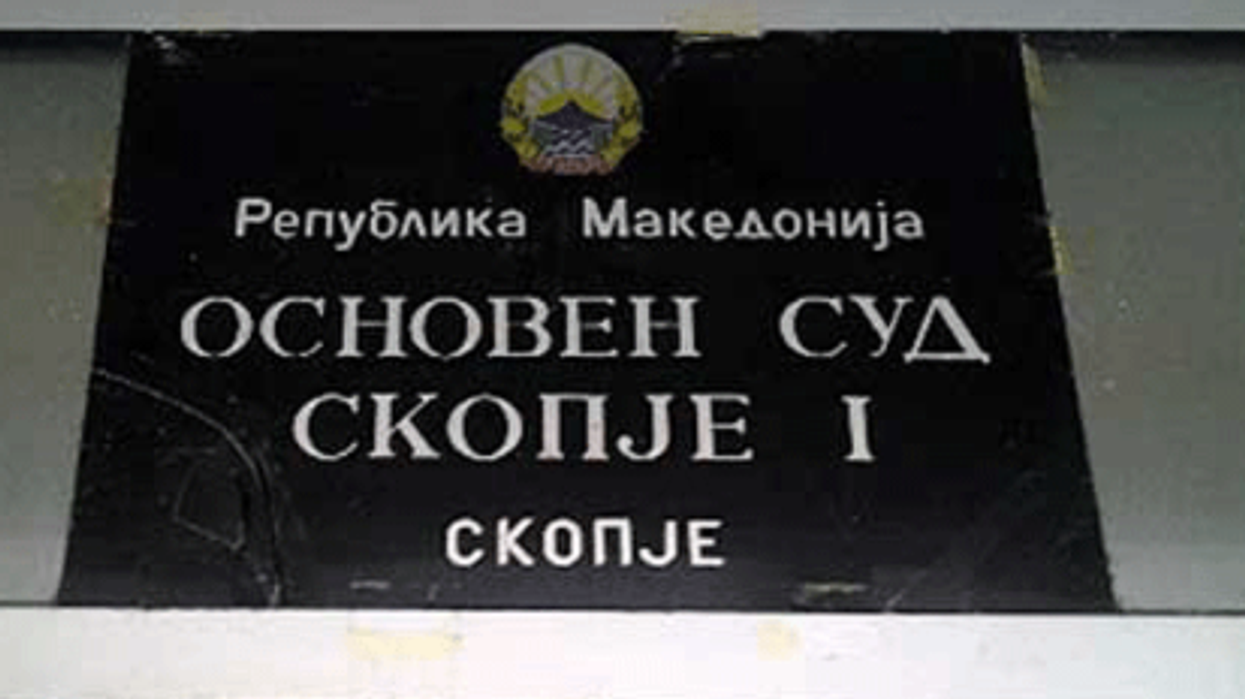 Република Македонија
ОСНОВЕН СУД
СКОПЈЕ I
СКОПЈЕ